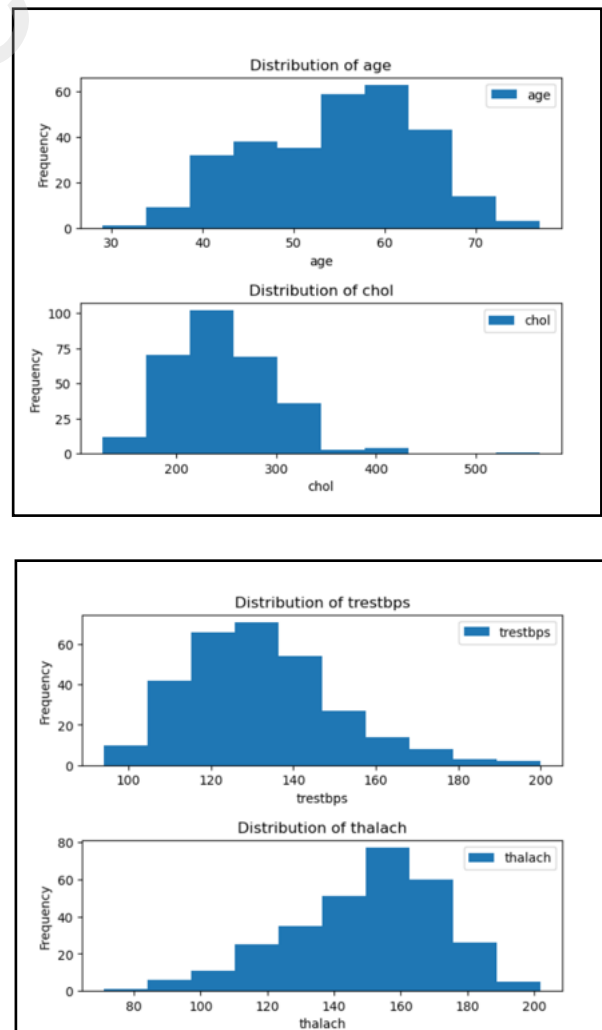 Distribution of age
60
40
20
0
Frequency
age
30 40 50 60 70
age
Distribution of chol
100
75
50
25
0
Frequency
chol
200 300 400 500
chol
Distribution of trestbps
60
40
20
0
Frequency
trestbps
100 120 140 160 180 200
trestbps
Distribution of thalach
80
60
40
20
0
Frequency
thalach
80 100 120 140 160 180 200
thalach